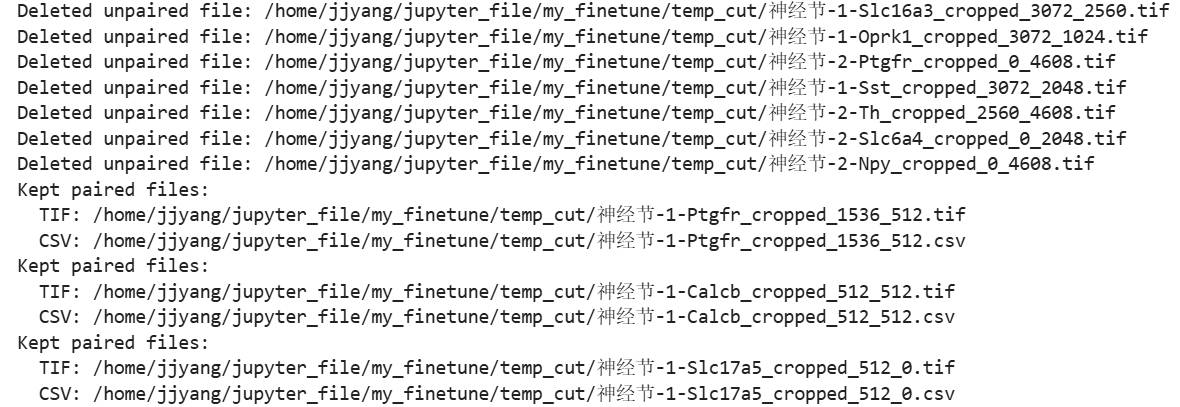 Deleted unpaired file: /home/jjyang/jupyter_file/my_finetune/temp_cut/神经节-1-Slc16a3_cropped_3072_2560.tif
Deleted unpaired file: /home/jjyang/jupyter_file/my_finetune/temp_cut/神经节-1-Oprk1_cropped_3072_1024.tif
Deleted unpaired file: /home/jjyang/jupyter_file/my_finetune/temp_cut/神经节-2-Ptgfr_cropped_0_4608.tif
Deleted unpaired file: /home/jjyang/jupyter_file/my_finetune/temp_cut/神经节-1-Sst_cropped_3072_2048.tif
Deleted unpaired file: /home/jjyang/jupyter_file/my_finetune/temp_cut/神经节-2-Th_cropped_2560_4608.tif
Deleted unpaired file: /home/jjyang/jupyter_file/my_finetune/temp_cut/神经节-2-Slc6a4_cropped_0_2048.tif
Deleted unpaired file: /home/jjyang/jupyter_file/my_finetune/temp_cut/神经节-2-Npy_cropped_0_4608.tif
Kept paired files:
  TIF: /home/jjyang/jupyter_file/my_finetune/temp_cut/神经节-1-Ptgfr_cropped_1536_512.tif
  CSV: /home/jjyang/jupyter_file/my_finetune/temp_cut/神经节-1-Ptgfr_cropped_1536_512.csv
Kept paired files:
  TIF: /home/jjyang/jupyter_file/my_finetune/temp_cut/神经节-1-Calcb_cropped_512_512.tif
  CSV: /home/jjyang/jupyter_file/my_finetune/temp_cut/神经节-1-Calcb_cropped_512_512.csv
Kept paired files:
  TIF: /home/jjyang/jupyter_file/my_finetune/temp_cut/神经节-1-Slc17a5_cropped_512_0.tif
  CSV: /home/jjyang/jupyter_file/my_finetune/temp_cut/神经节-1-Slc17a5_cropped_512_0.csv